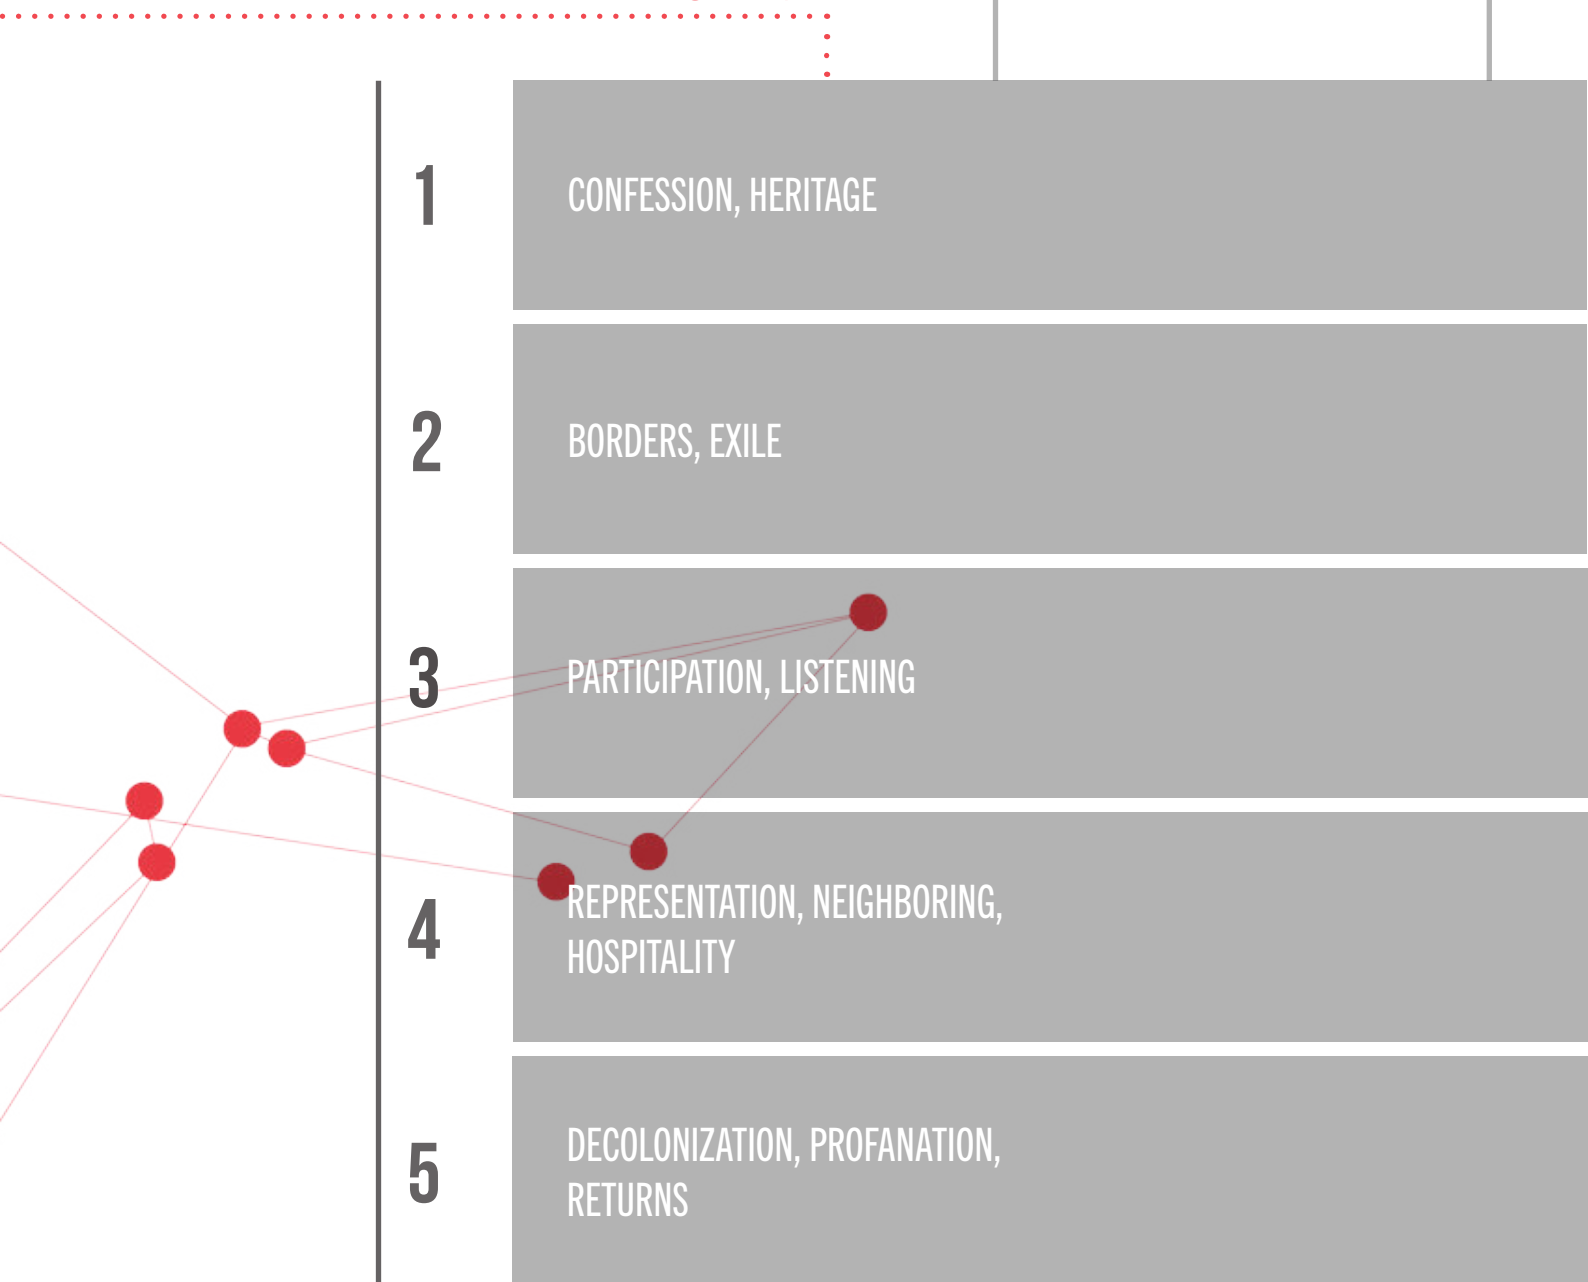 1
CONFESSION, HERITAGE
2
BORDERS, EXILE
3
PARTICIPATION, LISTENING
4
REPRESENTATION, NEIGHBORING,
HOSPITALITY
5
DECOLONIZATION, PROFANATION,
RETURNS